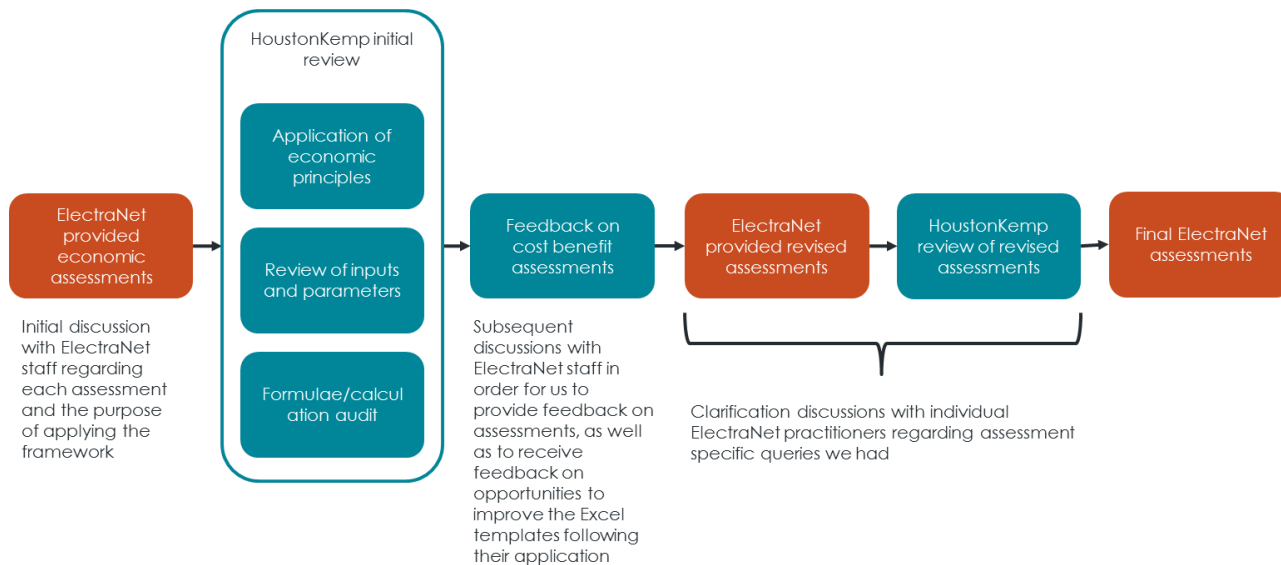 HoustonKemp initial
review
Application of
economic
principles
Review of inputs
and parameters
Formulae/calcul
ation audit
ElectraNet
provided
economic
assessments
Initial discussion
with ElectraNet
staff regarding
each assessment
and the purpose
of applying the
framework
Feedback on
cost benefit
assessments
Subsequent
discussions with
ElectraNet staff in
order for us to
provide feedback on
assessments, as well
as to receive
feedback on
opportunities to
improve the Excel
templates following
their application
ElectraNet
provided revised
assessments
HoustonKemp
review of revised
assessments
Clarification discussions with individual
ElectraNet practitioners regarding assessment
specific queries we had
Final ElectraNet
assessments